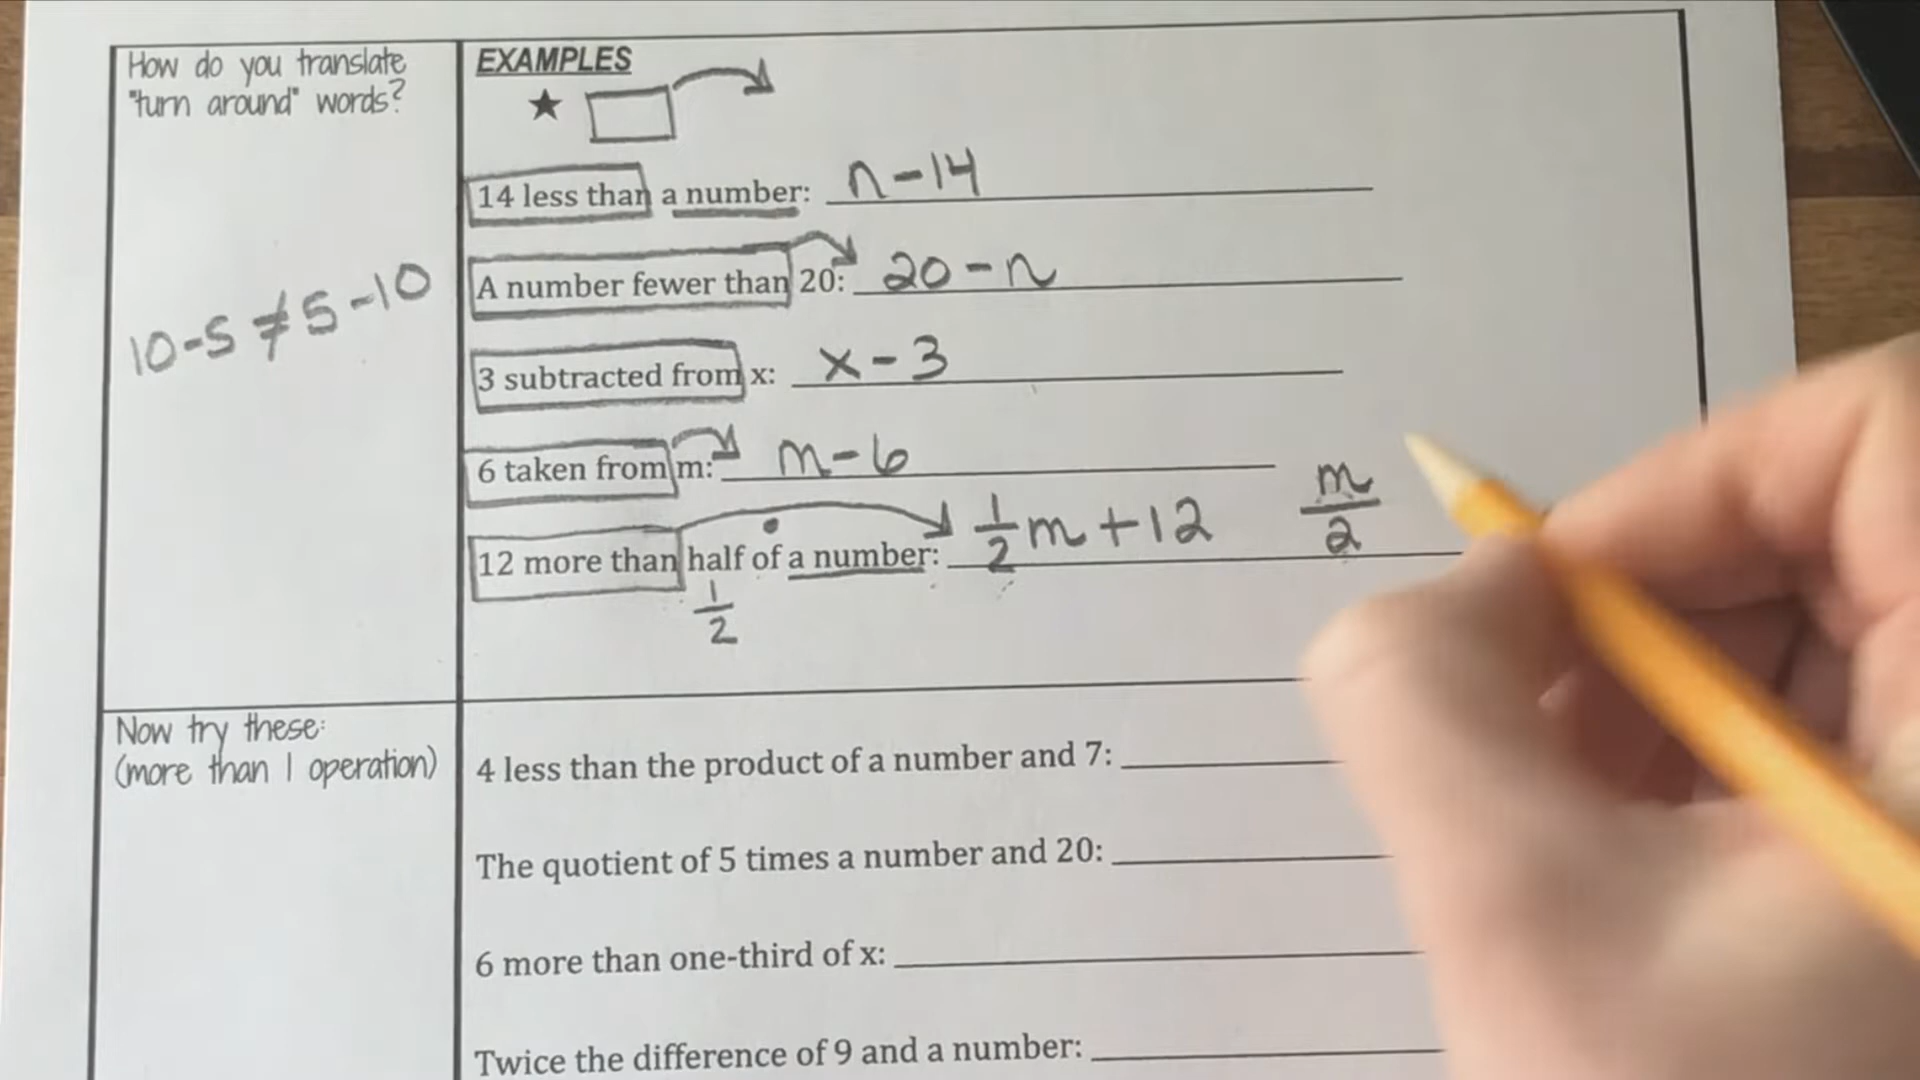 How do you translate
"turn around" words?
10-5 ≠ 5-10
EXAMPLES
14 less than a number: n - 14
A number fewer than 20: 20 - n
3 subtracted from x: x - 3
6 taken from m: m - 6
12 more than half of a number: 1/2 m + 12 m/2
1/2
Now try these:
(more than 1 operation)
4 less than the product of a number and 7:
The quotient of 5 times a number and 20:
6 more than one-third of x:
Twice the difference of 9 and a number: